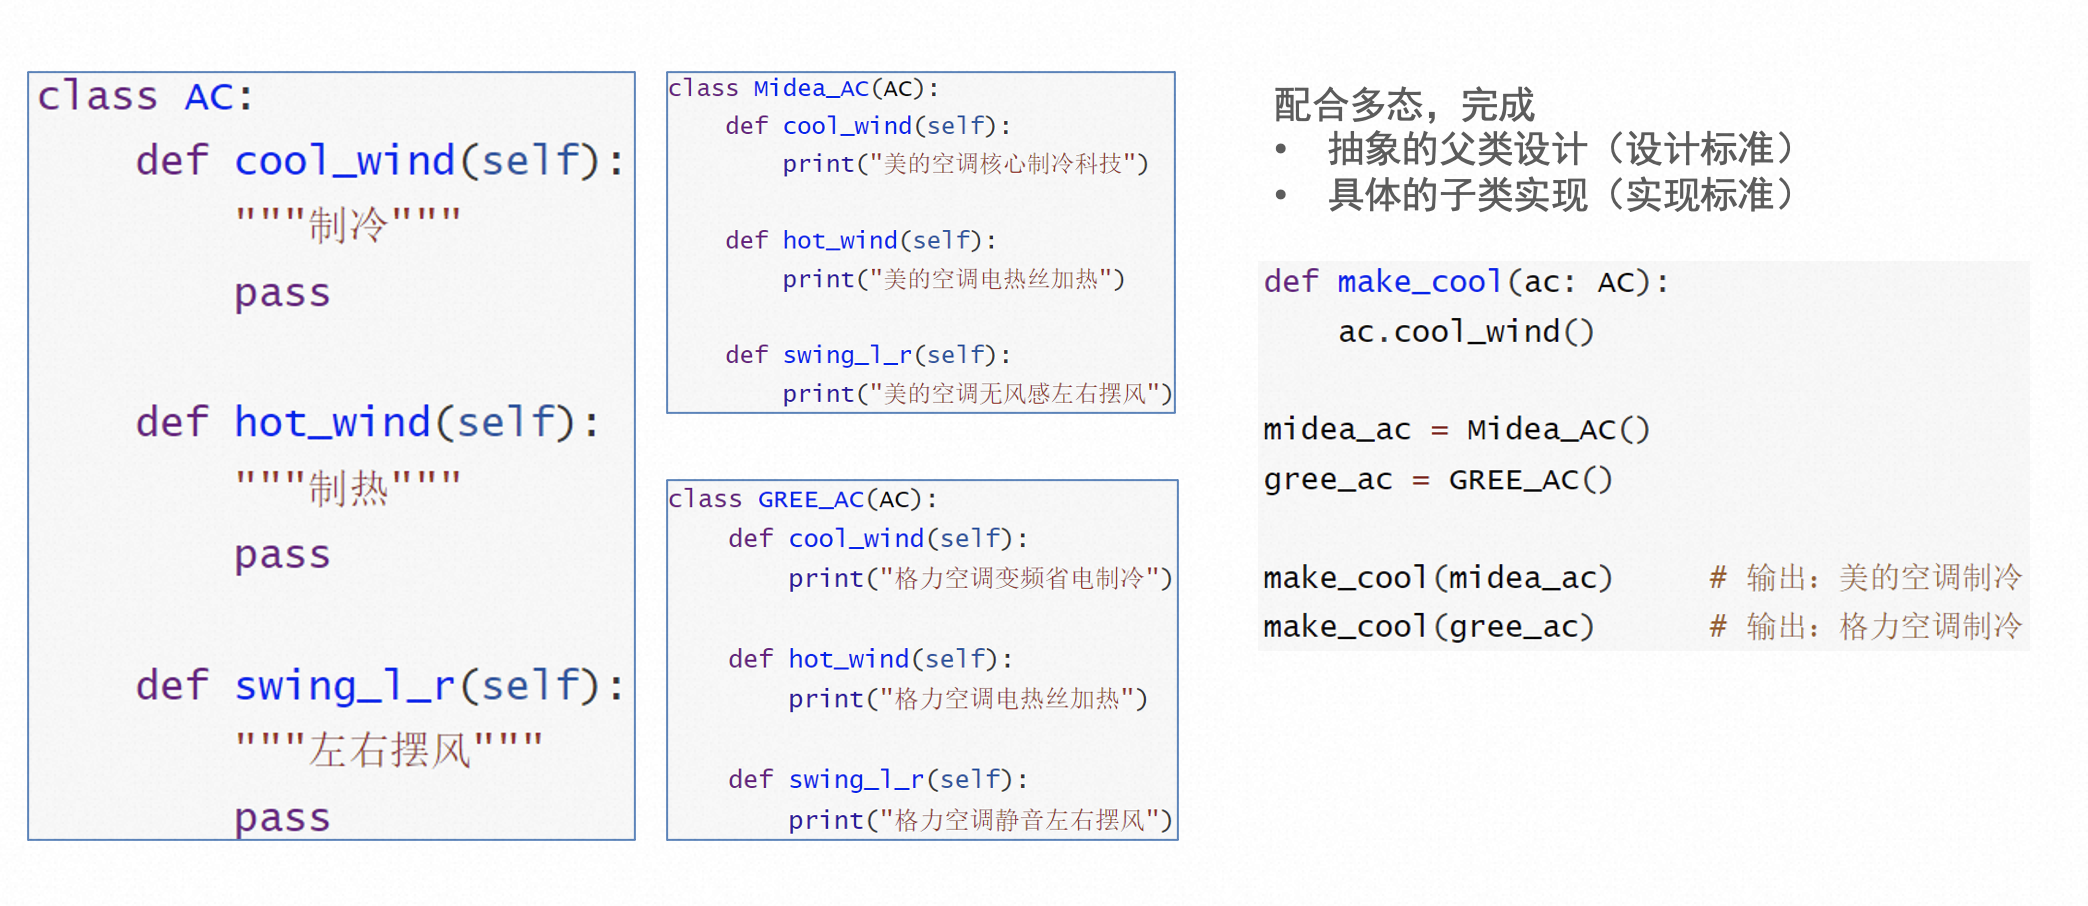 class AC:
    def cool_wind(self):
        """制冷"""
        pass

    def hot_wind(self):
        """制热"""
        pass

    def swing_l_r(self):
        """左右摆风"""
        pass
class Midea_AC(AC):
    def cool_wind(self):
        print("美的空调核心制冷科技")

    def hot_wind(self):
        print("美的空调电热丝加热")

    def swing_l_r(self):
        print("美的空调无风感左右摆风")
class GREE_AC(AC):
    def cool_wind(self):
        print("格力空调变频省电制冷")

    def hot_wind(self):
        print("格力空调电热丝加热")

    def swing_l_r(self):
        print("格力空调静音左右摆风")
配合多态，完成
• 抽象的父类设计（设计标准）
• 具体的子类实现（实现标准）
def make_cool(ac: AC):
    ac.cool_wind()

midea_ac = Midea_AC()
gree_ac = GREE_AC()

make_cool(midea_ac)     # 输出：美的空调制冷
make_cool(gree_ac)      # 输出：格力空调制冷